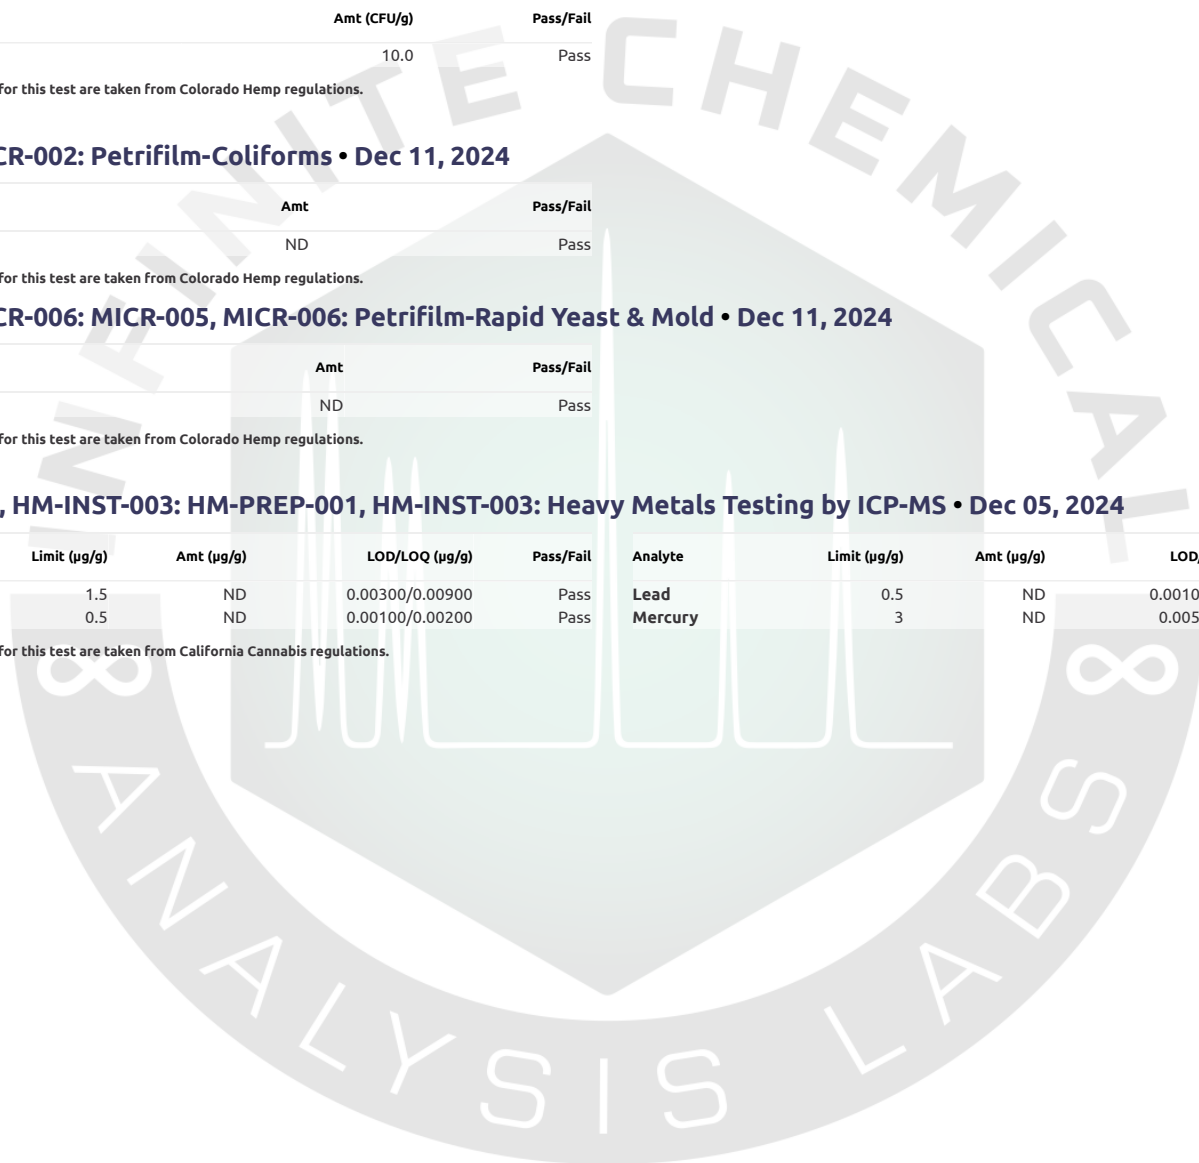 Amt (CFU/g) Pass/Fail
10.0 Pass
for this test are taken from Colorado Hemp regulations.
CR-002: Petrifilm-Coliforms • Dec 11, 2024
Amt Pass/Fail
ND Pass
for this test are taken from Colorado Hemp regulations.
CR-006: MICR-005, MICR-006: Petrifilm-Rapid Yeast & Mold • Dec 11, 2024
Amt Pass/Fail
ND Pass
for this test are taken from Colorado Hemp regulations.
, HM-INST-003: HM-PREP-001, HM-INST-003: Heavy Metals Testing by ICP-MS • Dec 05, 2024
Limit (µg/g) Amt (µg/g) LOD/LOQ (µg/g) Pass/Fail Analyte Limit (µg/g) Amt (µg/g) LOD/
1.5 ND 0.00300/0.00900 Pass Lead 0.5 ND 0.0010
0.5 ND 0.00100/0.00200 Pass Mercury 3 ND 0.005
for this test are taken from California Cannabis regulations.
INFINITE CHEMICAL
∞ ANALYSIS LABS ∞